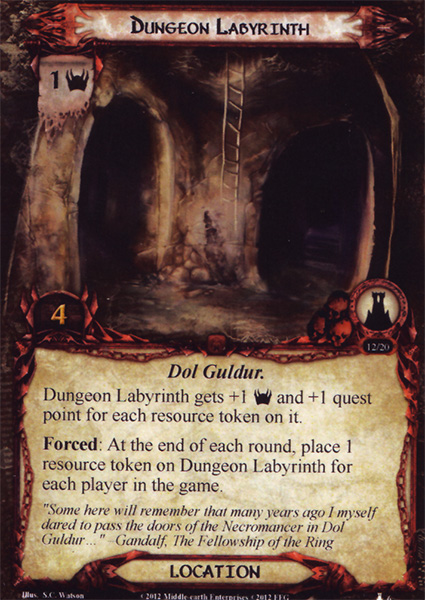 DUNGEON LABYRINTH
1
4
12/20
Dol Guldur.
Dungeon Labyrinth gets +1 and +1 quest
point for each resource token on it.
Forced: At the end of each round, place 1
resource token on Dungeon Labyrinth for
each player in the game.
"Some here will remember that many years ago I myself
dared to pass the doors of the Necromancer in Dol
Guldur..." -Gandalf, The Fellowship of the Ring
LOCATION
Illus. S.C. Watson
©2012 Middle-earth Enterprises ©2012 FFG
6